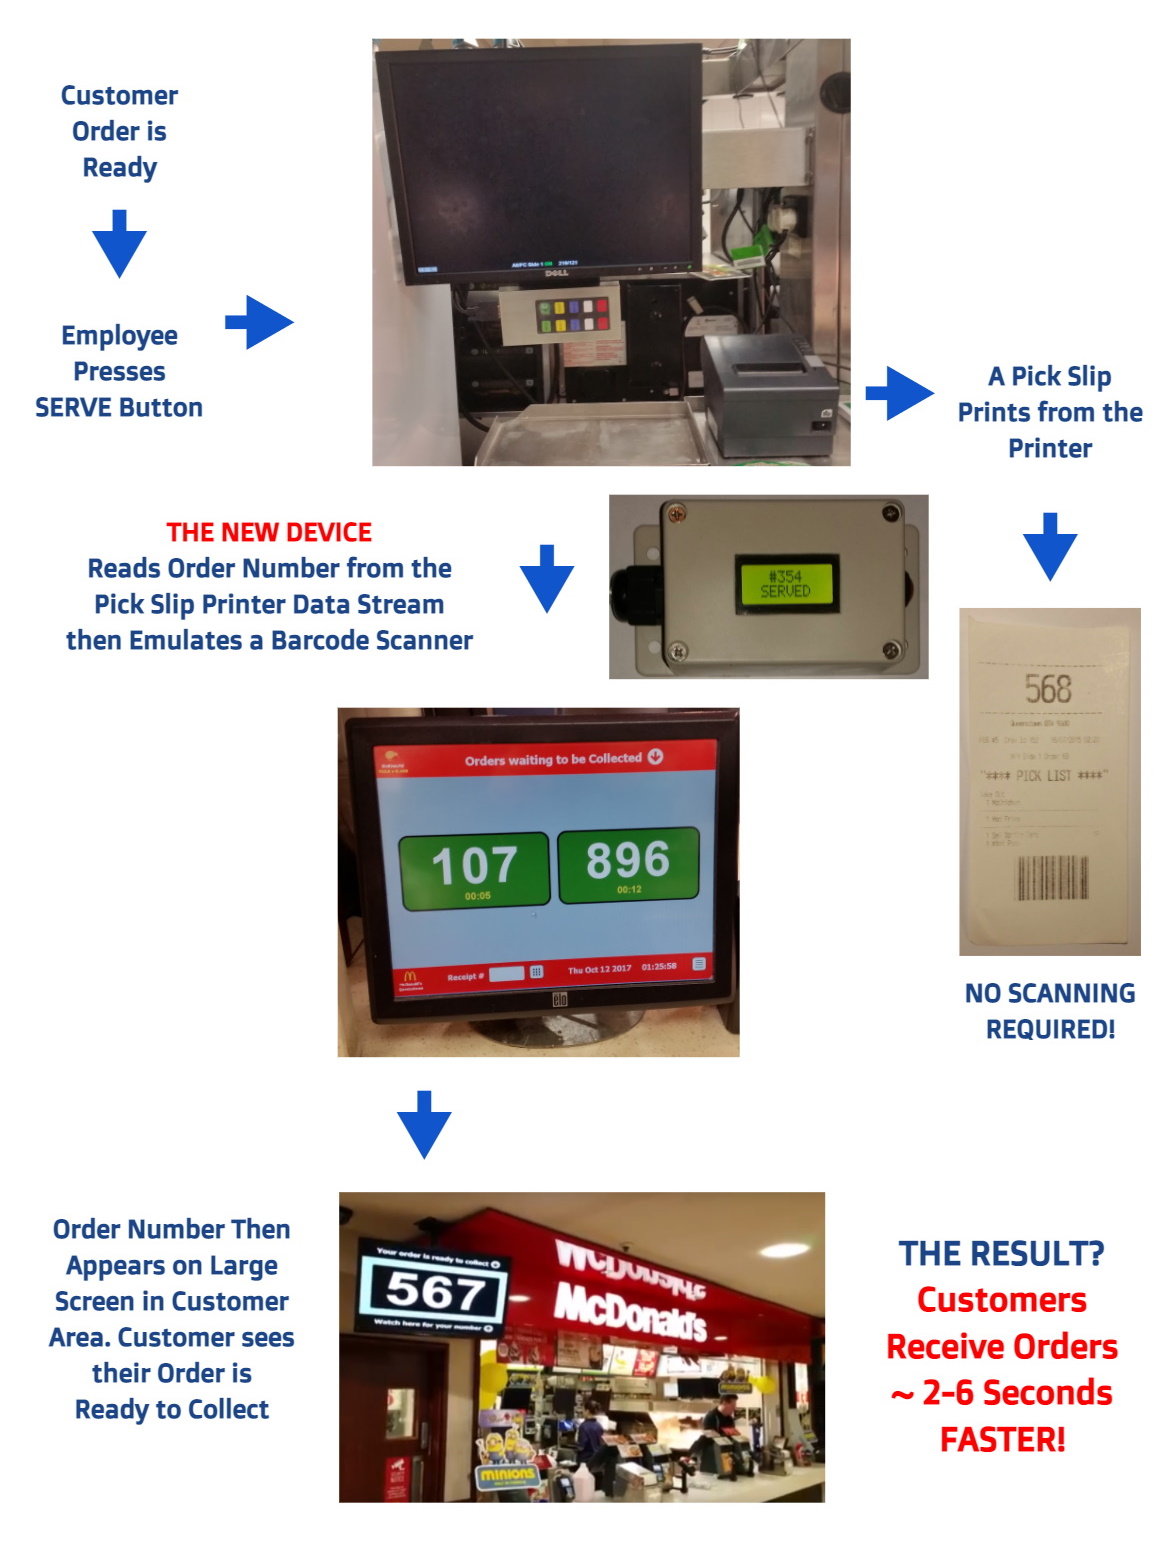 Customer
Order is
Ready
Employee
Presses
SERVE Button
DELL
A Pick Slip
Prints from the
Printer
THE NEW DEVICE
Reads Order Number from the
Pick Slip Printer Data Stream
then Emulates a Barcode Scanner
#354
SERVED
568
"**** PICK LIST ****"
NO SCANNING
REQUIRED!
Orders waiting to be Collected
107
00:05
896
00:12
McDonald's
Receipt #
Thu Oct 12 2017
01:25:58
elo
Order Number Then
Appears on Large
Screen in Customer
Area. Customer sees
their Order is
Ready to Collect
Your order is ready to collect
567
Watch here for your number
McDonald's
McDonald's
MINIONS
MINIONS
THE RESULT?
Customers
Receive Orders
~ 2-6 Seconds
FASTER!